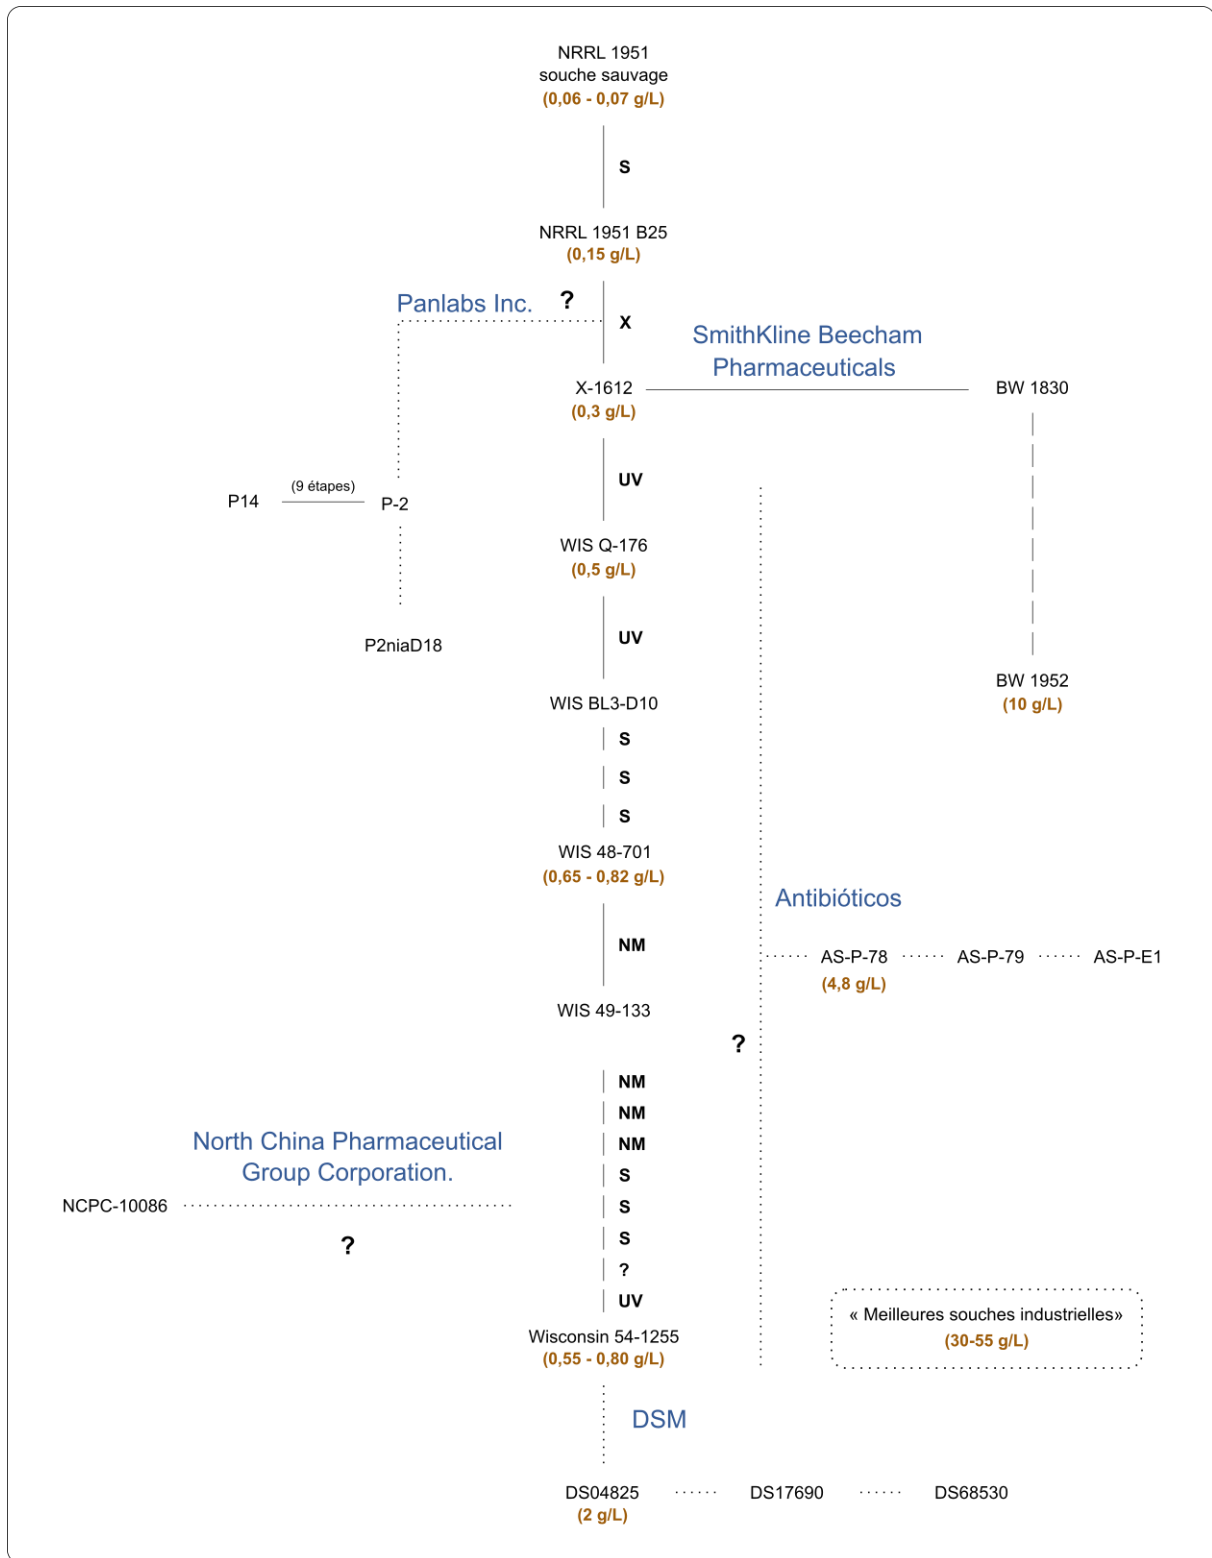 NRRL 1951
souche sauvage
(0,06 - 0,07 g/L)
S
NRRL 1951 B25
(0,15 g/L)
Panlabs Inc.
?
X
SmithKline Beecham
Pharmaceuticals
X-1612
(0,3 g/L)
BW 1830
UV
P14
(9 étapes)
P-2
WIS Q-176
(0,5 g/L)
UV
P2niaD18
BW 1952
(10 g/L)
WIS BL3-D10
S
S
S
WIS 48-701
(0,65 - 0,82 g/L)
Antibióticos
NM
AS-P-78
(4,8 g/L)
AS-P-79
AS-P-E1
WIS 49-133
?
NM
NM
NM
S
S
S
?
UV
North China Pharmaceutical
Group Corporation.
NCPC-10086
?
« Meilleures souches industrielles»
(30-55 g/L)
Wisconsin 54-1255
(0,55 - 0,80 g/L)
DSM
DS04825
(2 g/L)
DS17690
DS68530